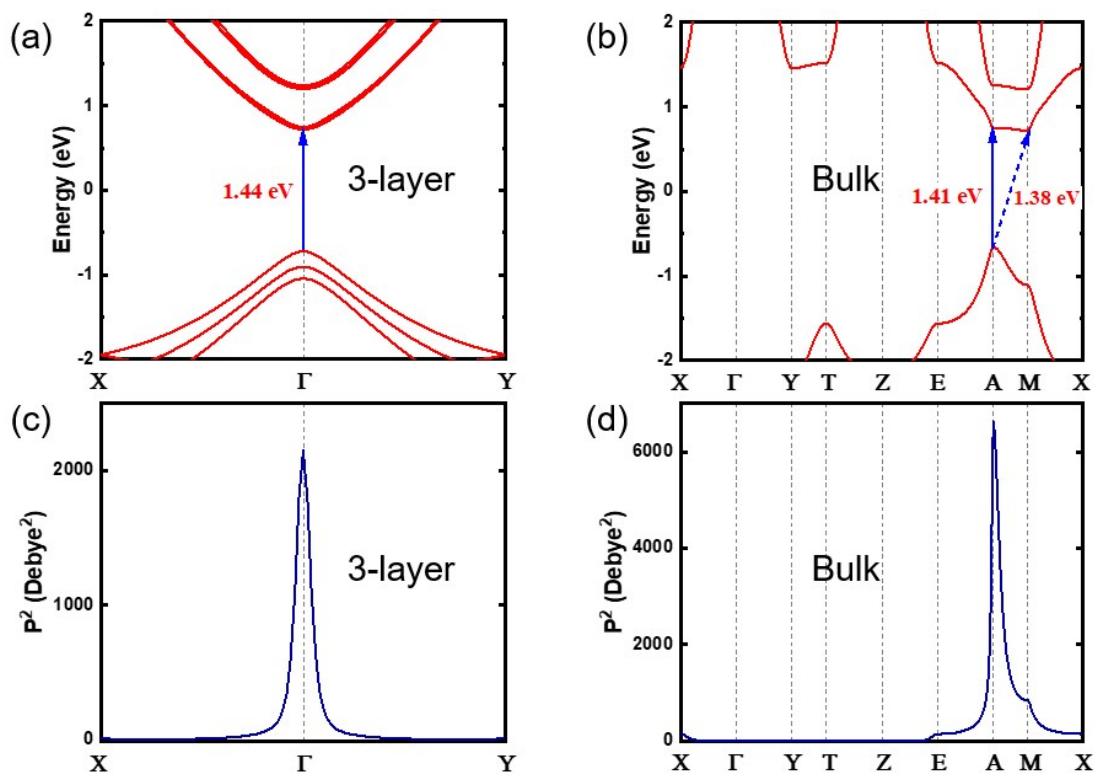 (a)
2
1
0
-1
-2
Energy (eV)
1.44 eV
3-layer
X Γ Y
(b)
2
1
0
-1
-2
Energy (eV)
Bulk
1.41 eV
1.38 eV
X Γ Y T Z E A M X
(c)
2000
1000
0
P² (Debye²)
3-layer
X Γ Y
(d)
6000
4000
2000
0
P² (Debye²)
Bulk
X Γ Y T Z E A M X